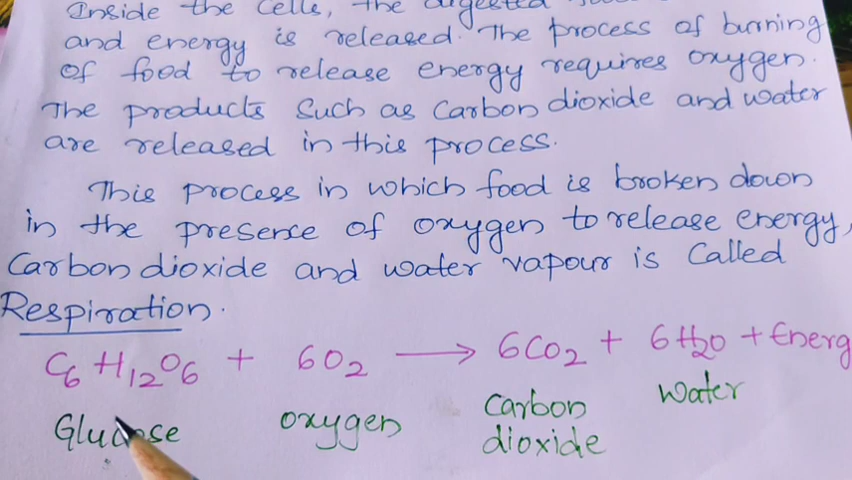 Inside the cells, the digested
and energy is released. The process of burning
of food to release energy requires oxygen.
The products such as carbon dioxide and water
are released in this process.
This process in which food is broken down
in the presence of oxygen to release energy,
Carbon dioxide and water vapour is called
Respiration.
C6H12O6 + 6O2 → 6CO2 + 6H2O + Energ
Glucose oxygen Carbon dioxide Water